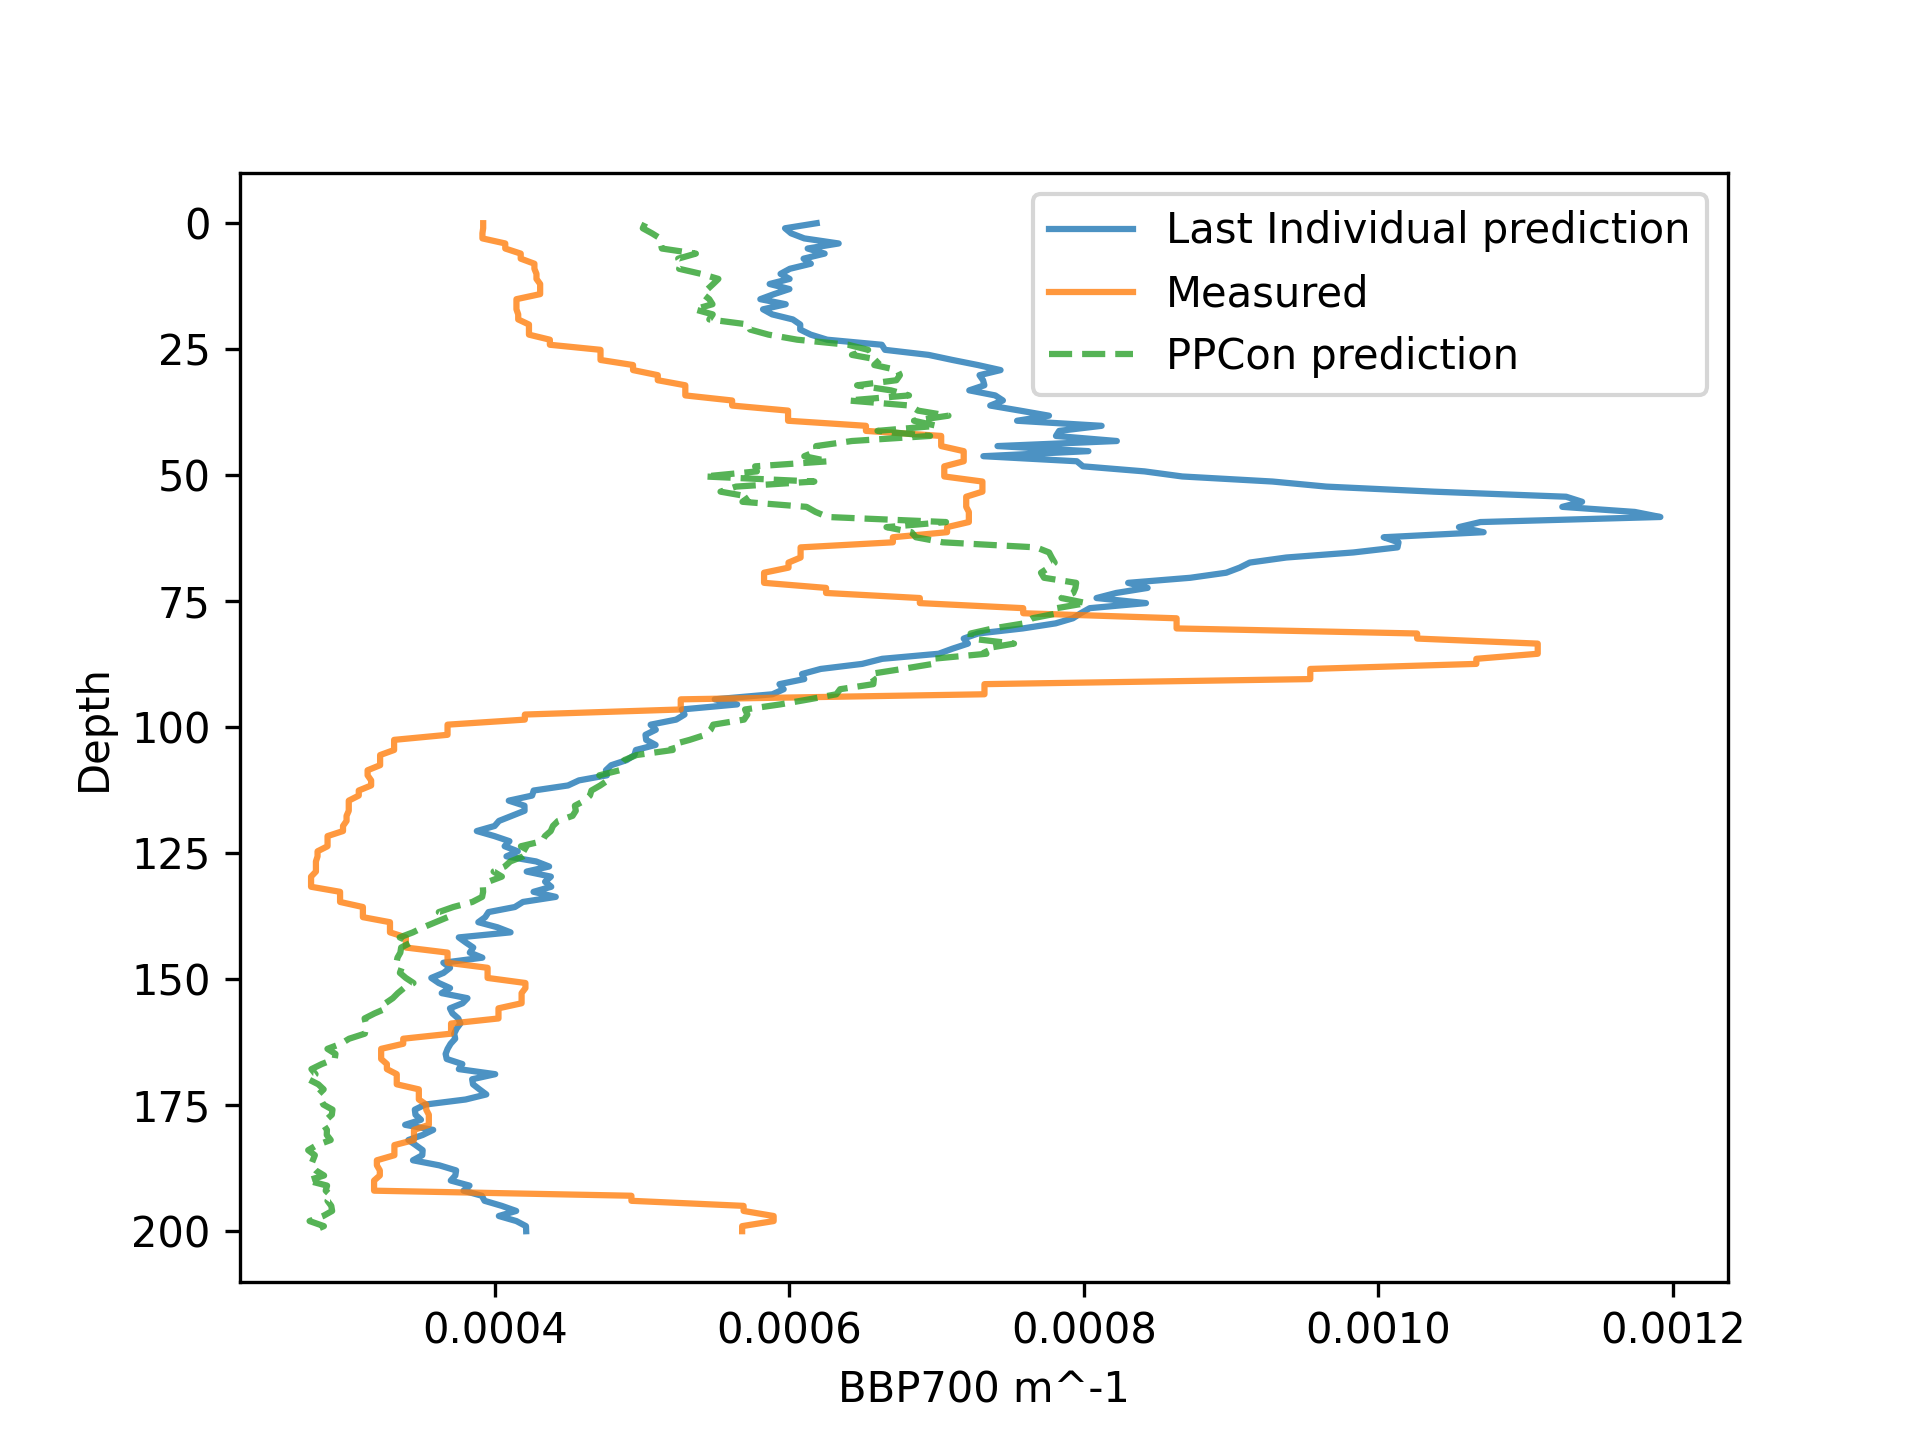 Last Individual prediction
Measured
PPCon prediction
Depth
0
25
50
75
100
125
150
175
200
0.0004 0.0006 0.0008 0.0010 0.0012
BBP700 m^-1